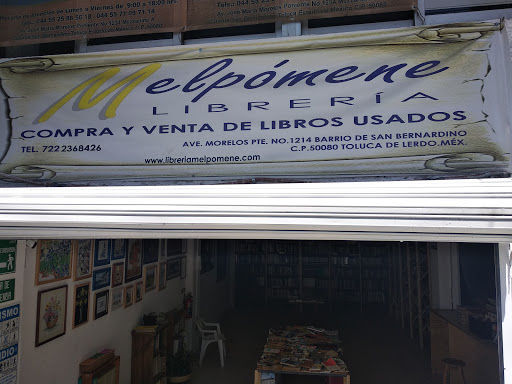 Melpómene
LIBRERÍA
COMPRA Y VENTA DE LIBROS USADOS
TEL. 722 2368426
AVE. MORELOS PTE. NO.1214 BARRIO DE SAN BERNARDINO
www.libreriamelpomene.com
C.P.50080 TOLUCA DE LERDO.MÉX.